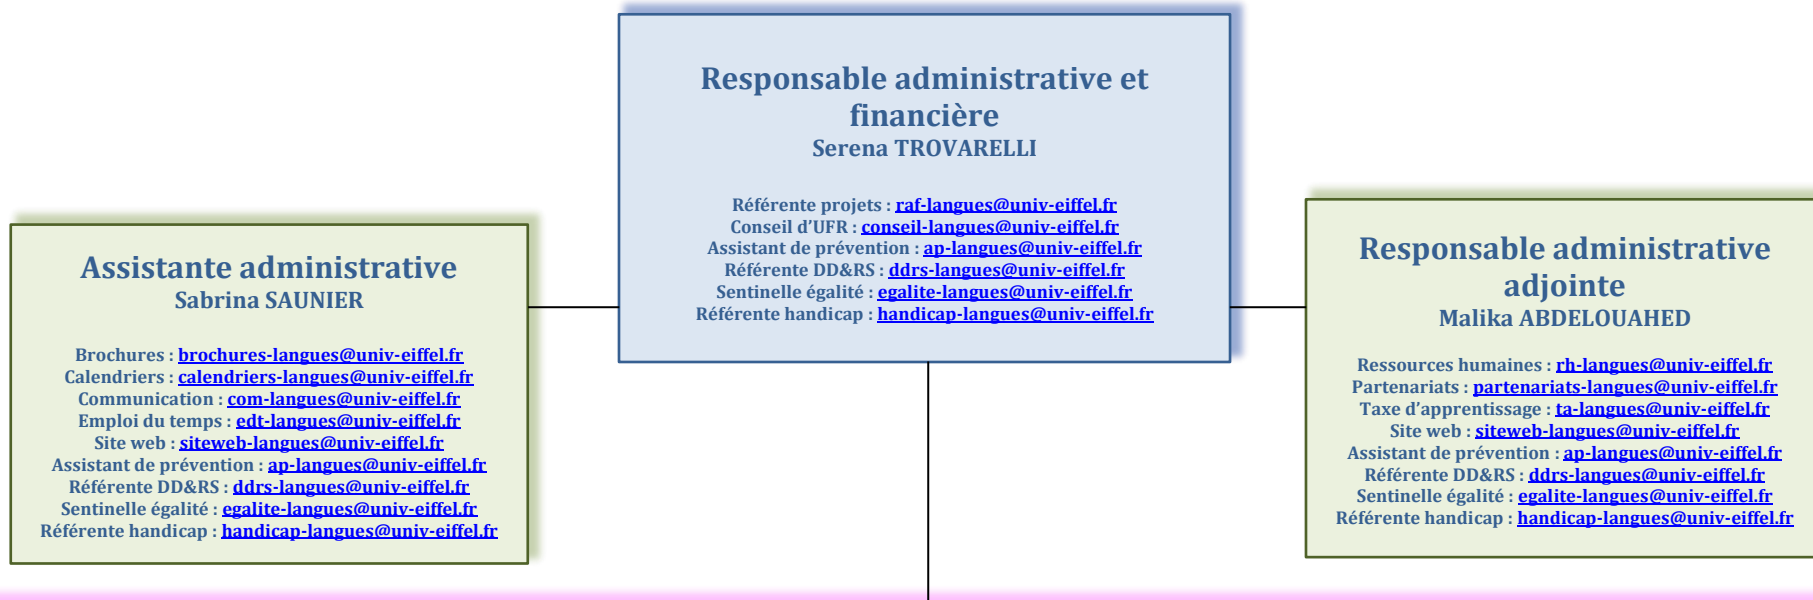 Responsable administrative et
financière
Serena TROVARELLI
Référente projets : raf-langues@univ-eiffel.fr
Conseil d'UFR : conseil-langues@univ-eiffel.fr
Assistant de prévention : ap-langues@univ-eiffel.fr
Référente DD&RS : ddrs-langues@univ-eiffel.fr
Sentinelle égalité : egalite-langues@univ-eiffel.fr
Référente handicap : handicap-langues@univ-eiffel.fr
Assistante administrative
Sabrina SAUNIER
Brochures : brochures-langues@univ-eiffel.fr
Calendriers : calendriers-langues@univ-eiffel.fr
Communication : com-langues@univ-eiffel.fr
Emploi du temps : edt-langues@univ-eiffel.fr
Site web : siteweb-langues@univ-eiffel.fr
Assistant de prévention : ap-langues@univ-eiffel.fr
Référente DD&RS : ddrs-langues@univ-eiffel.fr
Sentinelle égalité : egalite-langues@univ-eiffel.fr
Référente handicap : handicap-langues@univ-eiffel.fr
Responsable administrative
adjointe
Malika ABDELOUAHED
Ressources humaines : rh-langues@univ-eiffel.fr
Partenariats : partenariats-langues@univ-eiffel.fr
Taxe d'apprentissage : ta-langues@univ-eiffel.fr
Site web : siteweb-langues@univ-eiffel.fr
Assistant de prévention : ap-langues@univ-eiffel.fr
Référente DD&RS : ddrs-langues@univ-eiffel.fr
Sentinelle égalité : egalite-langues@univ-eiffel.fr
Référente handicap : handicap-langues@univ-eiffel.fr